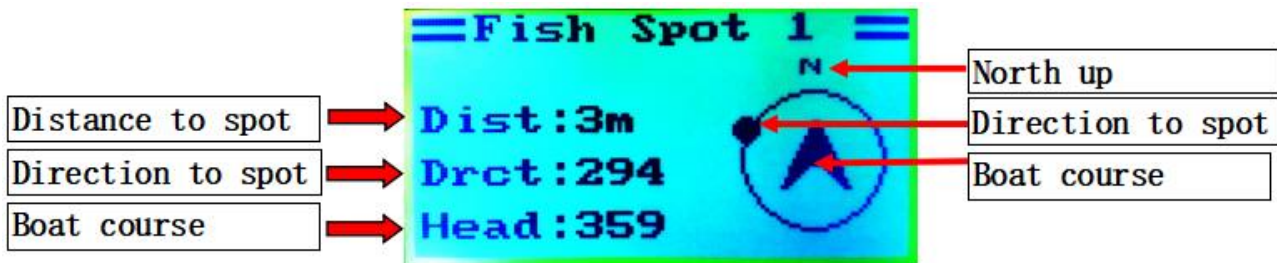 Fish Spot 1
N
North up
Distance to spot
Dist:3m
Direction to spot
Direction to spot
Drct:294
Boat course
Boat course
Head:359